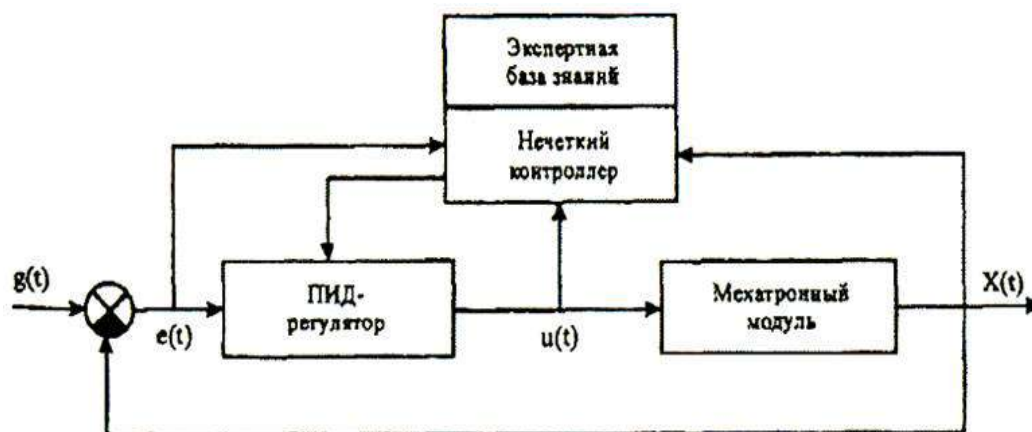 Экспертная
база знаний
Нечеткий
контроллер
g(t)
e(t)
ПИД-
регулятор
u(t)
Мехатронный
модуль
X(t)